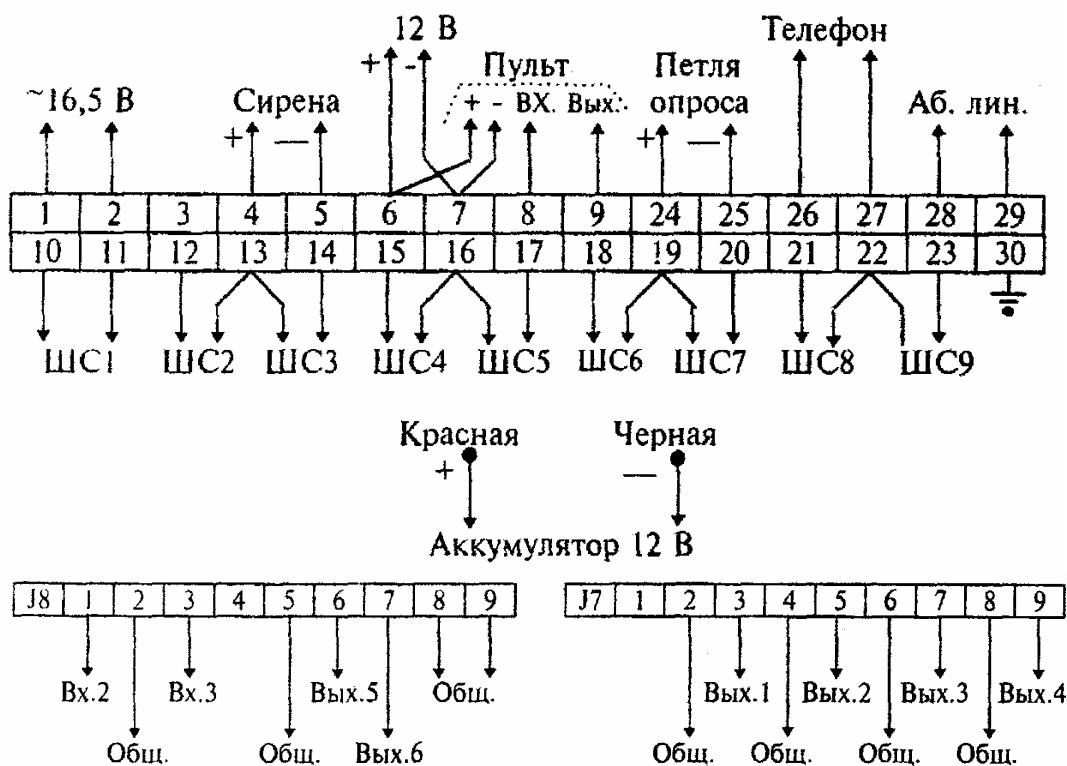 12 В Телефон
+ - Пульт Петля
~16,5 В Сирена + - ВХ. Вых. опроса Аб. лин.
+ — + —
1 2 3 4 5 6 7 8 9 24 25 26 27 28 29
10 11 12 13 14 15 16 17 18 19 20 21 22 23 30
ШС1 ШС2 ШС3 ШС4 ШС5 ШС6 ШС7 ШС8 ШС9
Красная Черная
+ —
Аккумулятор 12 В
J8 1 2 3 4 5 6 7 8 9 J7 1 2 3 4 5 6 7 8 9
Вх.2 Вх.3 Вых.5 Общ. Вых.1 Вых.2 Вых.3 Вых.4
Общ. Общ. Вых.6 Общ. Общ. Общ. Общ.